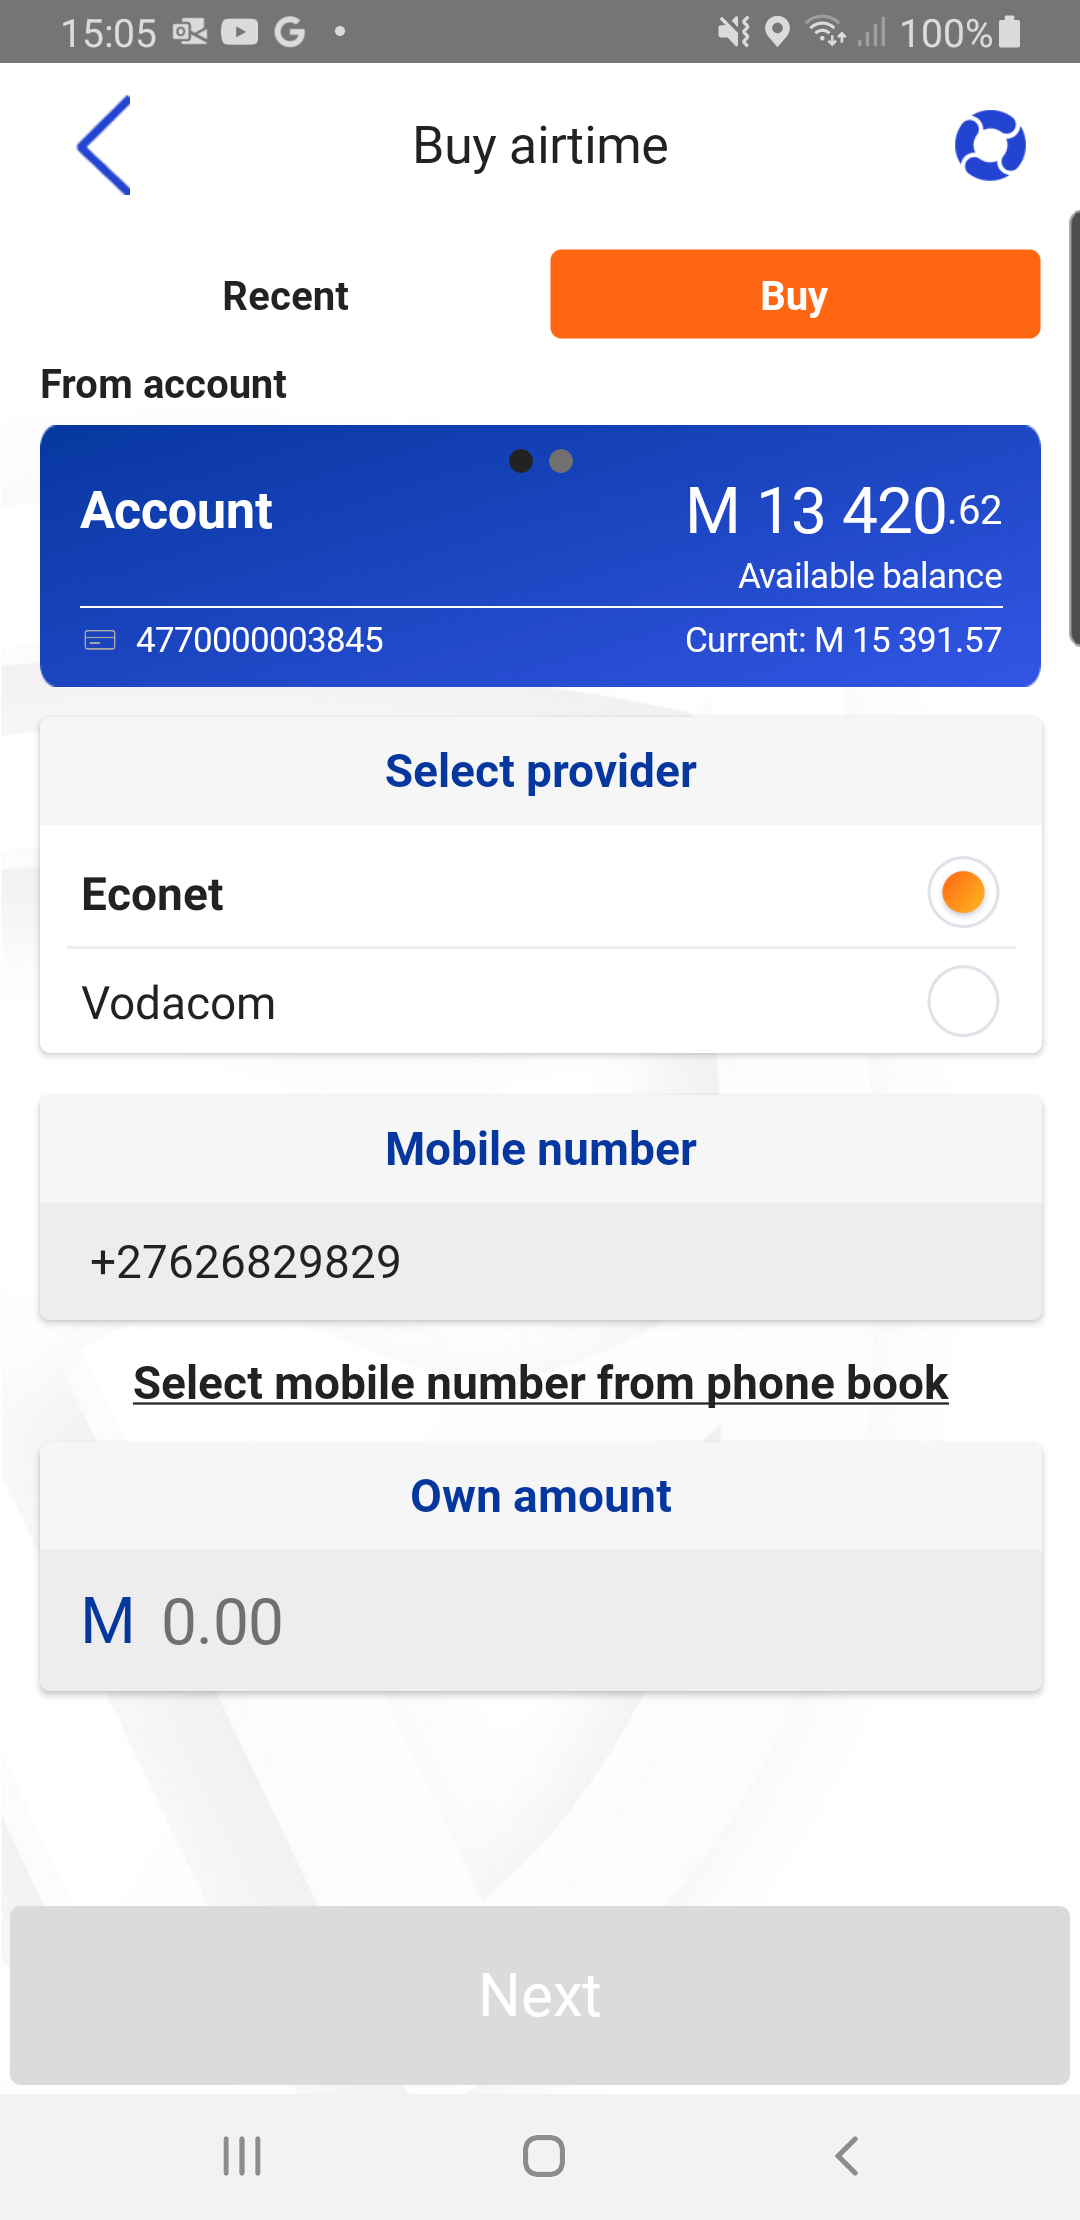 15:05
100%
Buy airtime
Recent
Buy
From account
Account
M 13 420.62
Available balance
4770000003845
Current: M 15 391.57
Select provider
Econet
Vodacom
Mobile number
+27626829829
Select mobile number from phone book
Own amount
M 0.00
Next